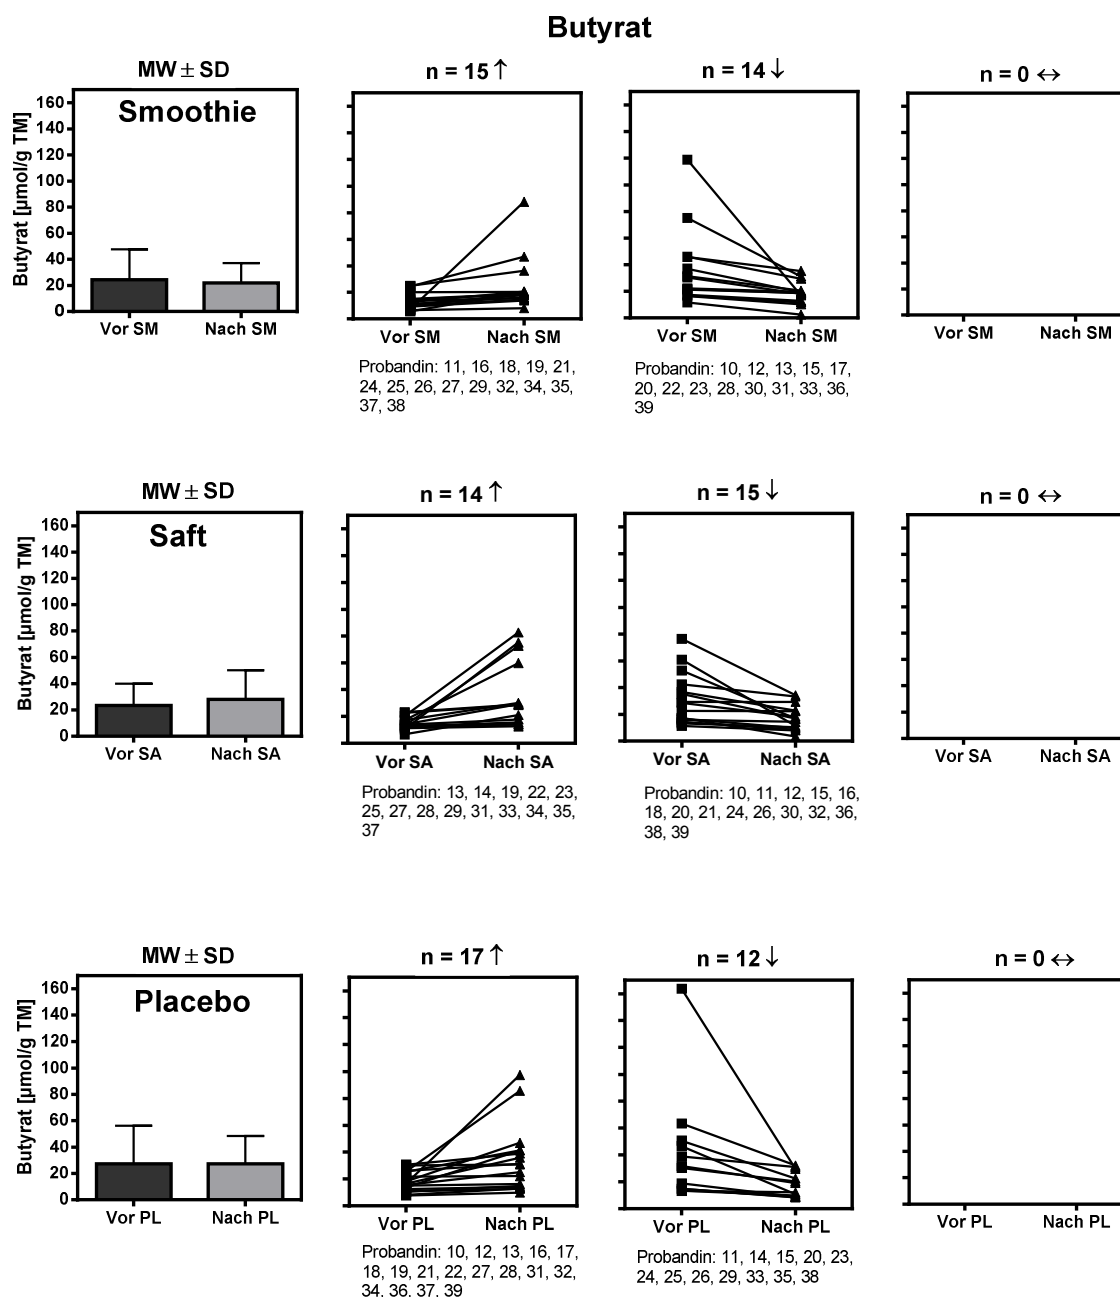 Butyrat
MW ± SD
n = 15 ↑
n = 14 ↓
n = 0 ↔
Smoothie
Butyrat [µmol/g TM]
160
140
120
100
80
60
40
20
0
Vor SM
Nach SM
Vor SM
Nach SM
Vor SM
Nach SM
Vor SM
Nach SM
Probandin: 11, 16, 18, 19, 21,
24, 25, 26, 27, 29, 32, 34, 35,
37, 38
Probandin: 10, 12, 13, 15, 17,
20, 22, 23, 28, 30, 31, 33, 36,
39
MW ± SD
n = 14 ↑
n = 15 ↓
n = 0 ↔
Saft
Butyrat [µmol/g TM]
160
140
120
100
80
60
40
20
0
Vor SA
Nach SA
Vor SA
Nach SA
Vor SA
Nach SA
Vor SA
Nach SA
Probandin: 13, 14, 19, 22, 23,
25, 27, 28, 29, 31, 33, 34, 35,
37
Probandin: 10, 11, 12, 15, 16,
18, 20, 21, 24, 26, 30, 32, 36,
38, 39
MW ± SD
n = 17 ↑
n = 12 ↓
n = 0 ↔
Placebo
Butyrat [µmol/g TM]
160
140
120
100
80
60
40
20
0
Vor PL
Nach PL
Vor PL
Nach PL
Vor PL
Nach PL
Vor PL
Nach PL
Probandin: 10, 12, 13, 16, 17,
18, 19, 21, 22, 27, 28, 31, 32,
34, 36, 37, 39
Probandin: 11, 14, 15, 20, 23,
24, 25, 26, 29, 33, 35, 38